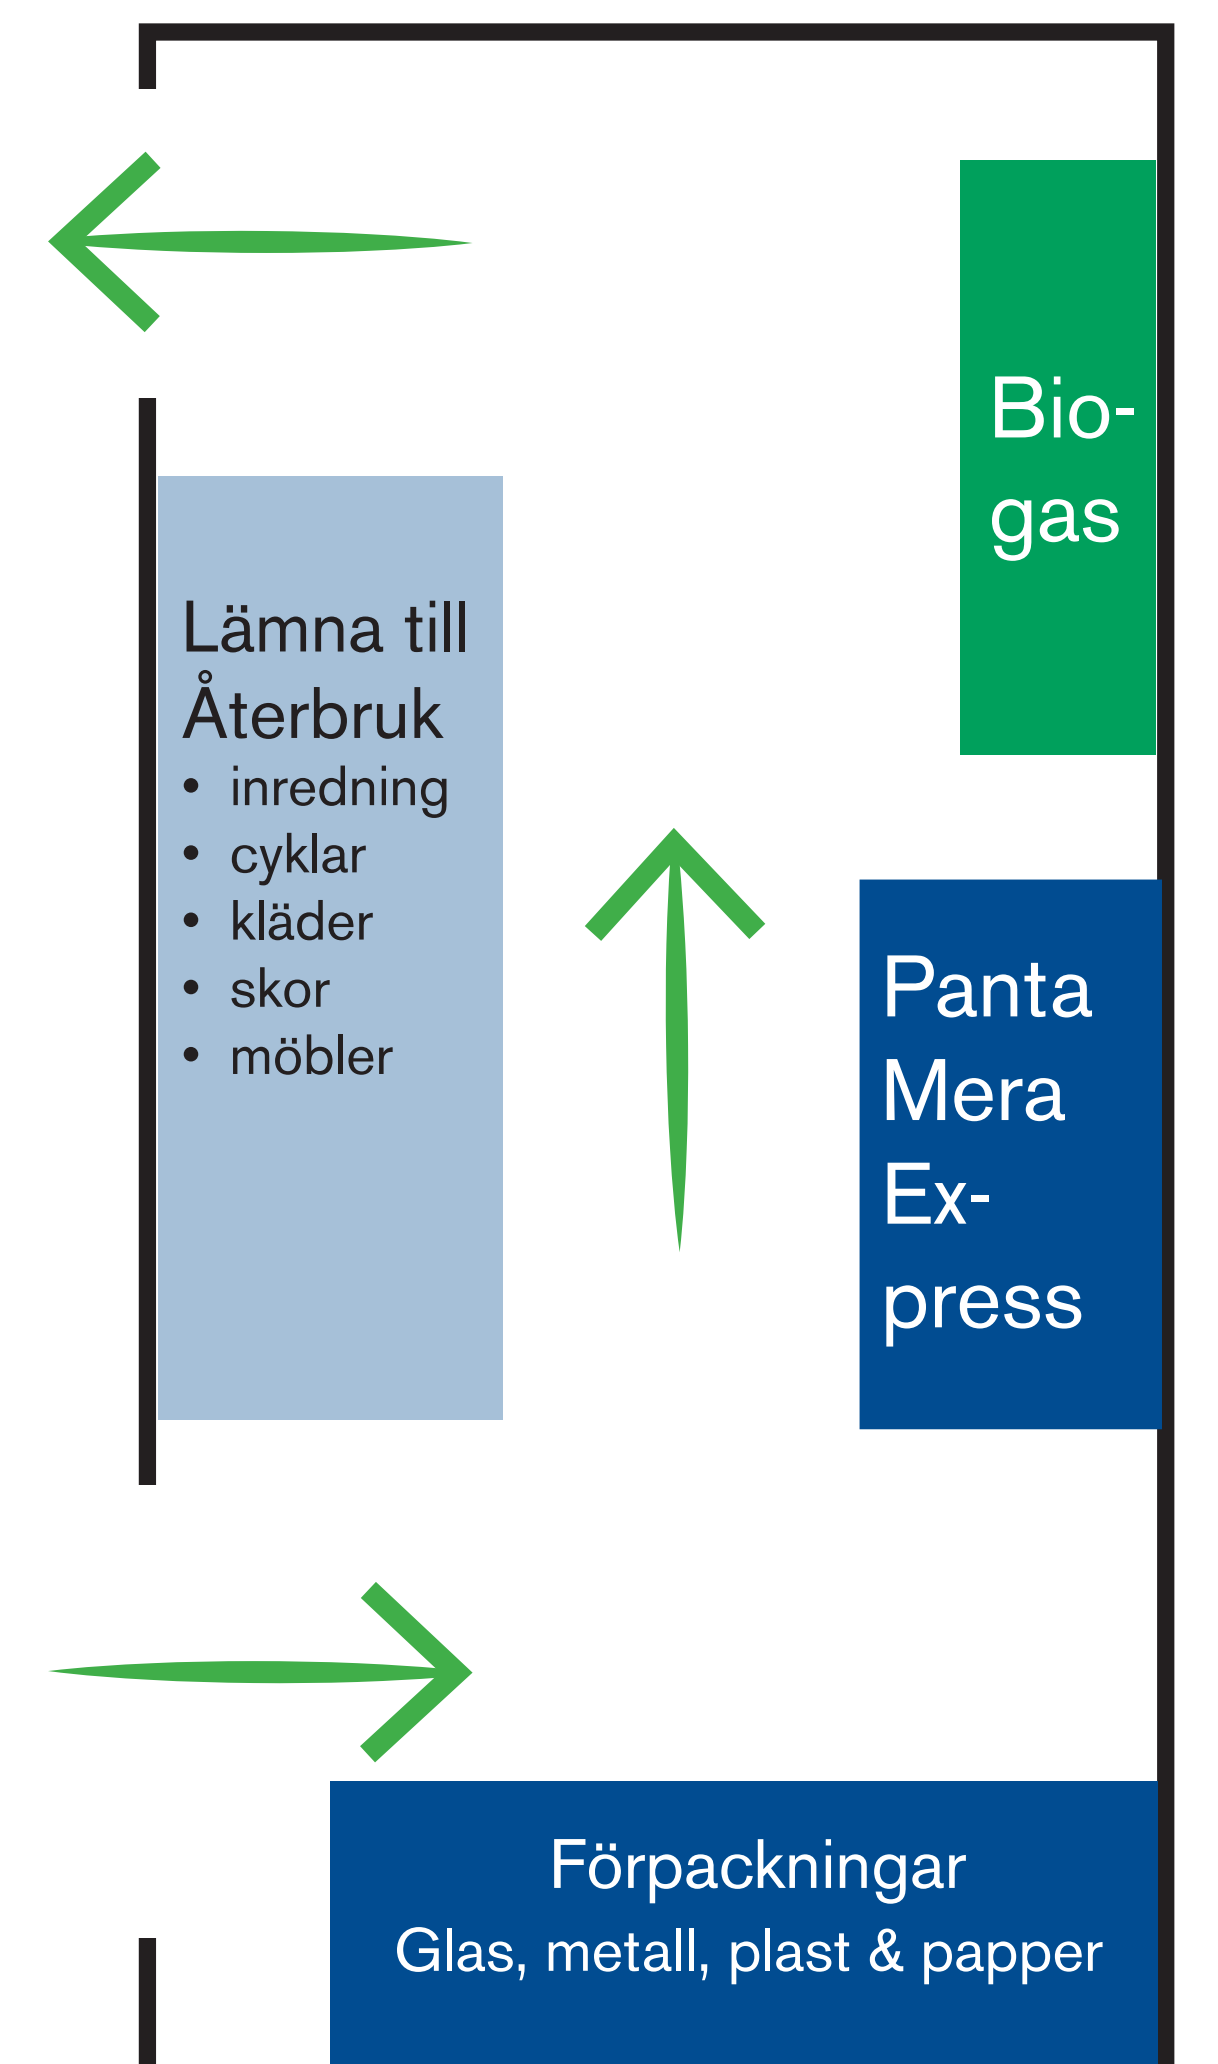 Bio-
gas
Lämna till
Återbruk
• inredning
• cyklar
• kläder
• skor
• möbler
Panta
Mera
Ex-
press
Förpackningar
Glas, metall, plast & papper